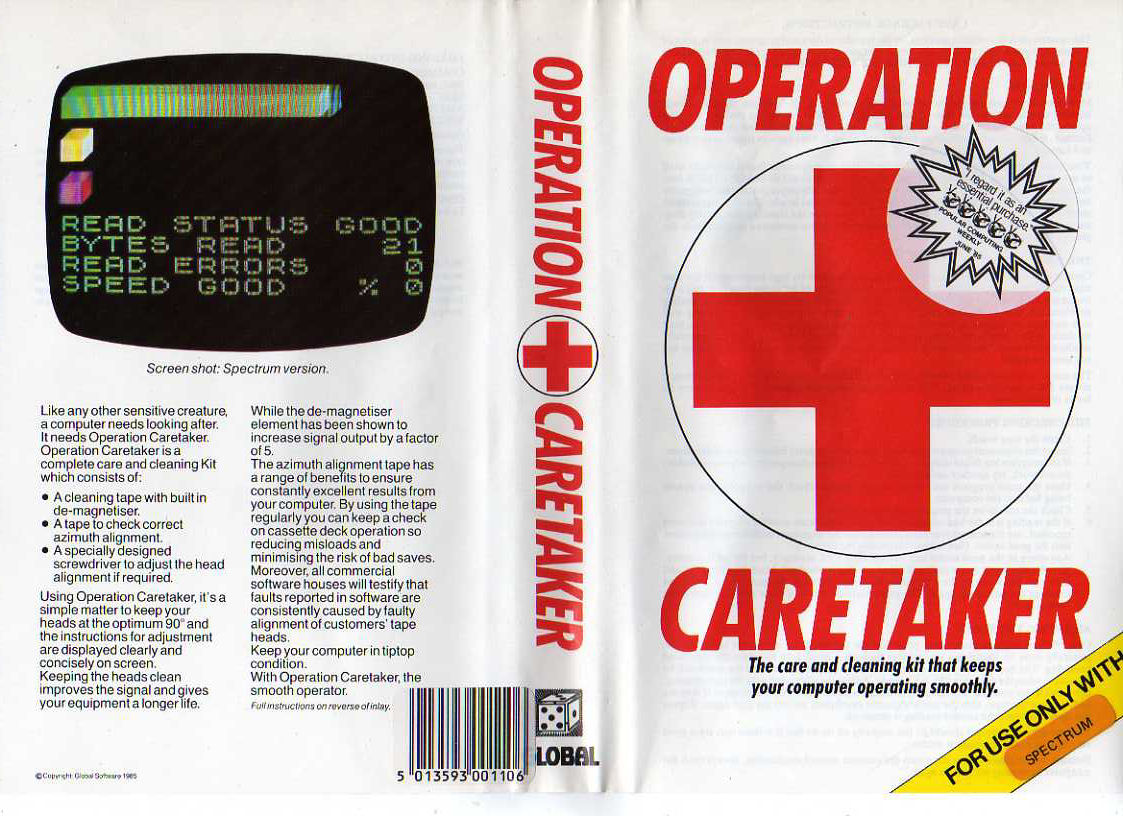 READ STATUS GOOD
BYTES READ 21
READ ERRORS 0
SPEED GOOD % 0
Screen shot: Spectrum version.
Like any other sensitive creature,
a computer needs looking after.
It needs Operation Caretaker.
Operation Caretaker is a
complete care and cleaning Kit
which consists of:
● A cleaning tape with built in
de-magnetiser.
● A tape to check correct
azimuth alignment.
● A specially designed
screwdriver to adjust the head
alignment if required.
Using Operation Caretaker, it's a
simple matter to keep your
heads at the optimum 90° and
the instructions for adjustment
are displayed clearly and
concisely on screen.
Keeping the heads clean
improves the signal and gives
your equipment a longer life.
While the de-magnetiser
element has been shown to
increase signal output by a factor
of 5.
The azimuth alignment tape has
a range of benefits to ensure
constantly excellent results from
your computer. By using the tape
regularly you can keep a check
on cassette deck operation so
reducing misloads and
minimising the risk of bad saves.
Moreover, all commercial
software houses will testify that
faults reported in software are
consistently caused by faulty
alignment of customers' tape
heads.
Keep your computer in tiptop
condition.
With Operation Caretaker, the
smooth operator.
Full instructions on reverse of inlay.
© Copyright: Global Software 1985
5 013593 001106
OPERATION
CARETAKER
GLOBAL
OPERATION
'I regard it as an
essential purchase'
POPULAR COMPUTING
WEEKLY
JUNE '85
CARETAKER
The care and cleaning kit that keeps
your computer operating smoothly.
FOR USE ONLY WITH
SPECTRUM